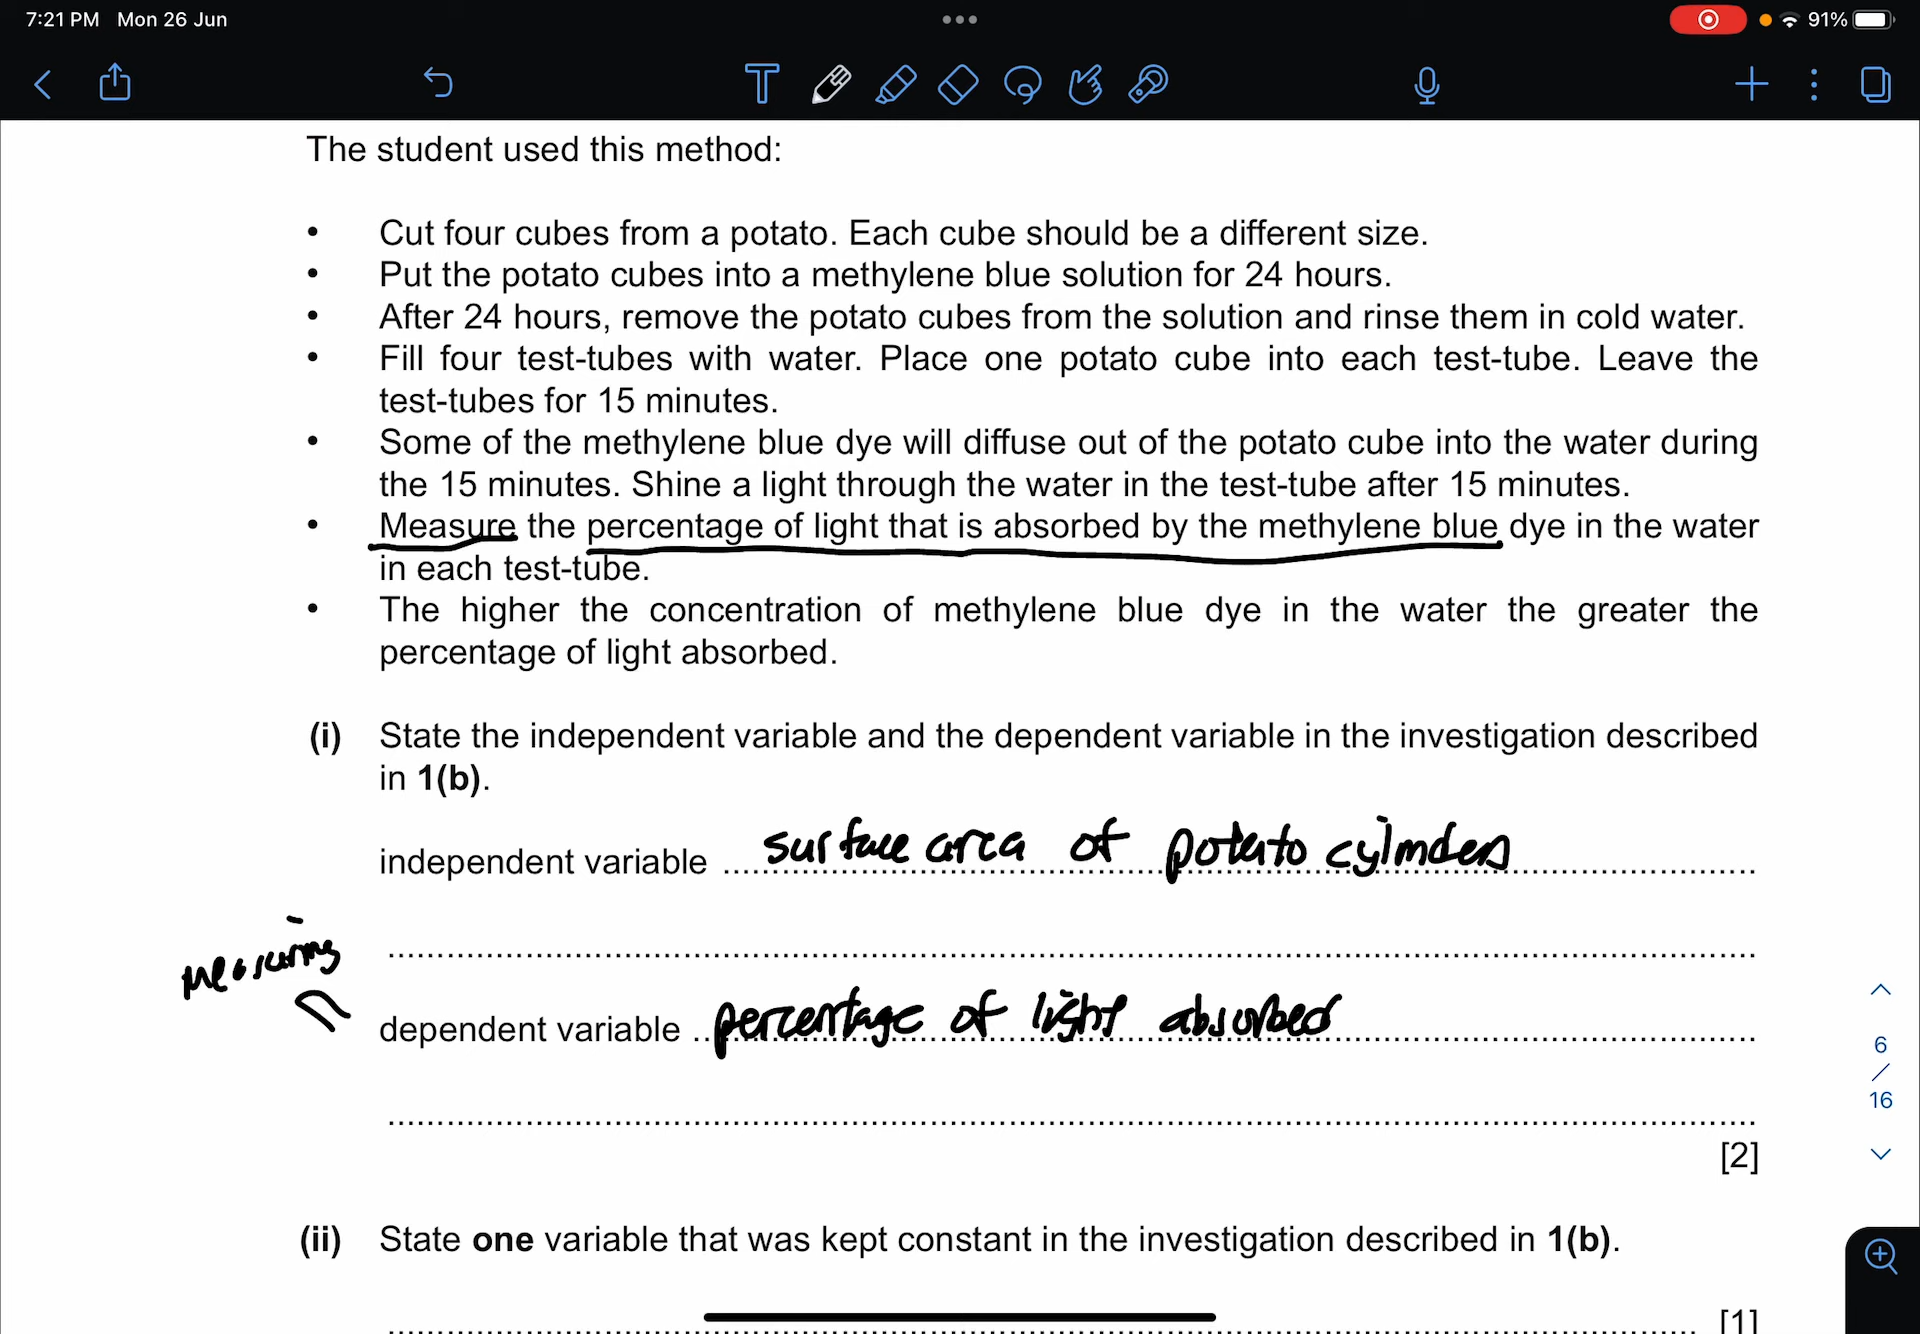 7:21 PM Mon 26 Jun
91%
The student used this method:
• Cut four cubes from a potato. Each cube should be a different size.
• Put the potato cubes into a methylene blue solution for 24 hours.
• After 24 hours, remove the potato cubes from the solution and rinse them in cold water.
• Fill four test-tubes with water. Place one potato cube into each test-tube. Leave the
test-tubes for 15 minutes.
• Some of the methylene blue dye will diffuse out of the potato cube into the water during
the 15 minutes. Shine a light through the water in the test-tube after 15 minutes.
• Measure the percentage of light that is absorbed by the methylene blue dye in the water
in each test-tube.
• The higher the concentration of methylene blue dye in the water the greater the
percentage of light absorbed.
(i) State the independent variable and the dependent variable in the investigation described
in 1(b).
independent variable surface area of potato cylinders
measuring
dependent variable percentage of light absorbed
6
/
16
[2]
(ii) State one variable that was kept constant in the investigation described in 1(b).
[1]